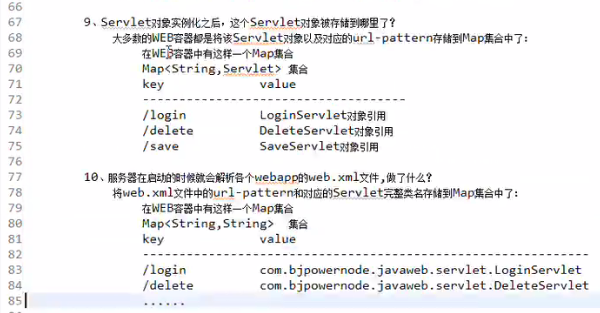 66
67 9、Servlet对象实例化之后，这个Servlet对象被存储到哪里了？
68 大多数的WEB容器都是将该Servlet对象以及对应的url-pattern存储到Map集合中了：
69 在WEB容器中有这样一个Map集合
70 Map<String,Servlet> 集合
71 key value
72 ---------------------------------
73 /login LoginServlet对象引用
74 /delete DeleteServlet对象引用
75 /save SaveServlet对象引用
76
77 10、服务器在启动的时候就会解析各个webapp的web.xml文件,做了什么？
78 将web.xml文件中的url-pattern和对应的Servlet完整类名存储到Map集合中了：
79 在WEB容器中有这样一个Map集合
80 Map<String,String> 集合
81 key value
82 --------------------------------------------------------
83 /login com.bjpowernode.javaweb.servlet.LoginServlet
84 /delete com.bjpowernode.javaweb.servlet.DeleteServlet
85 ......